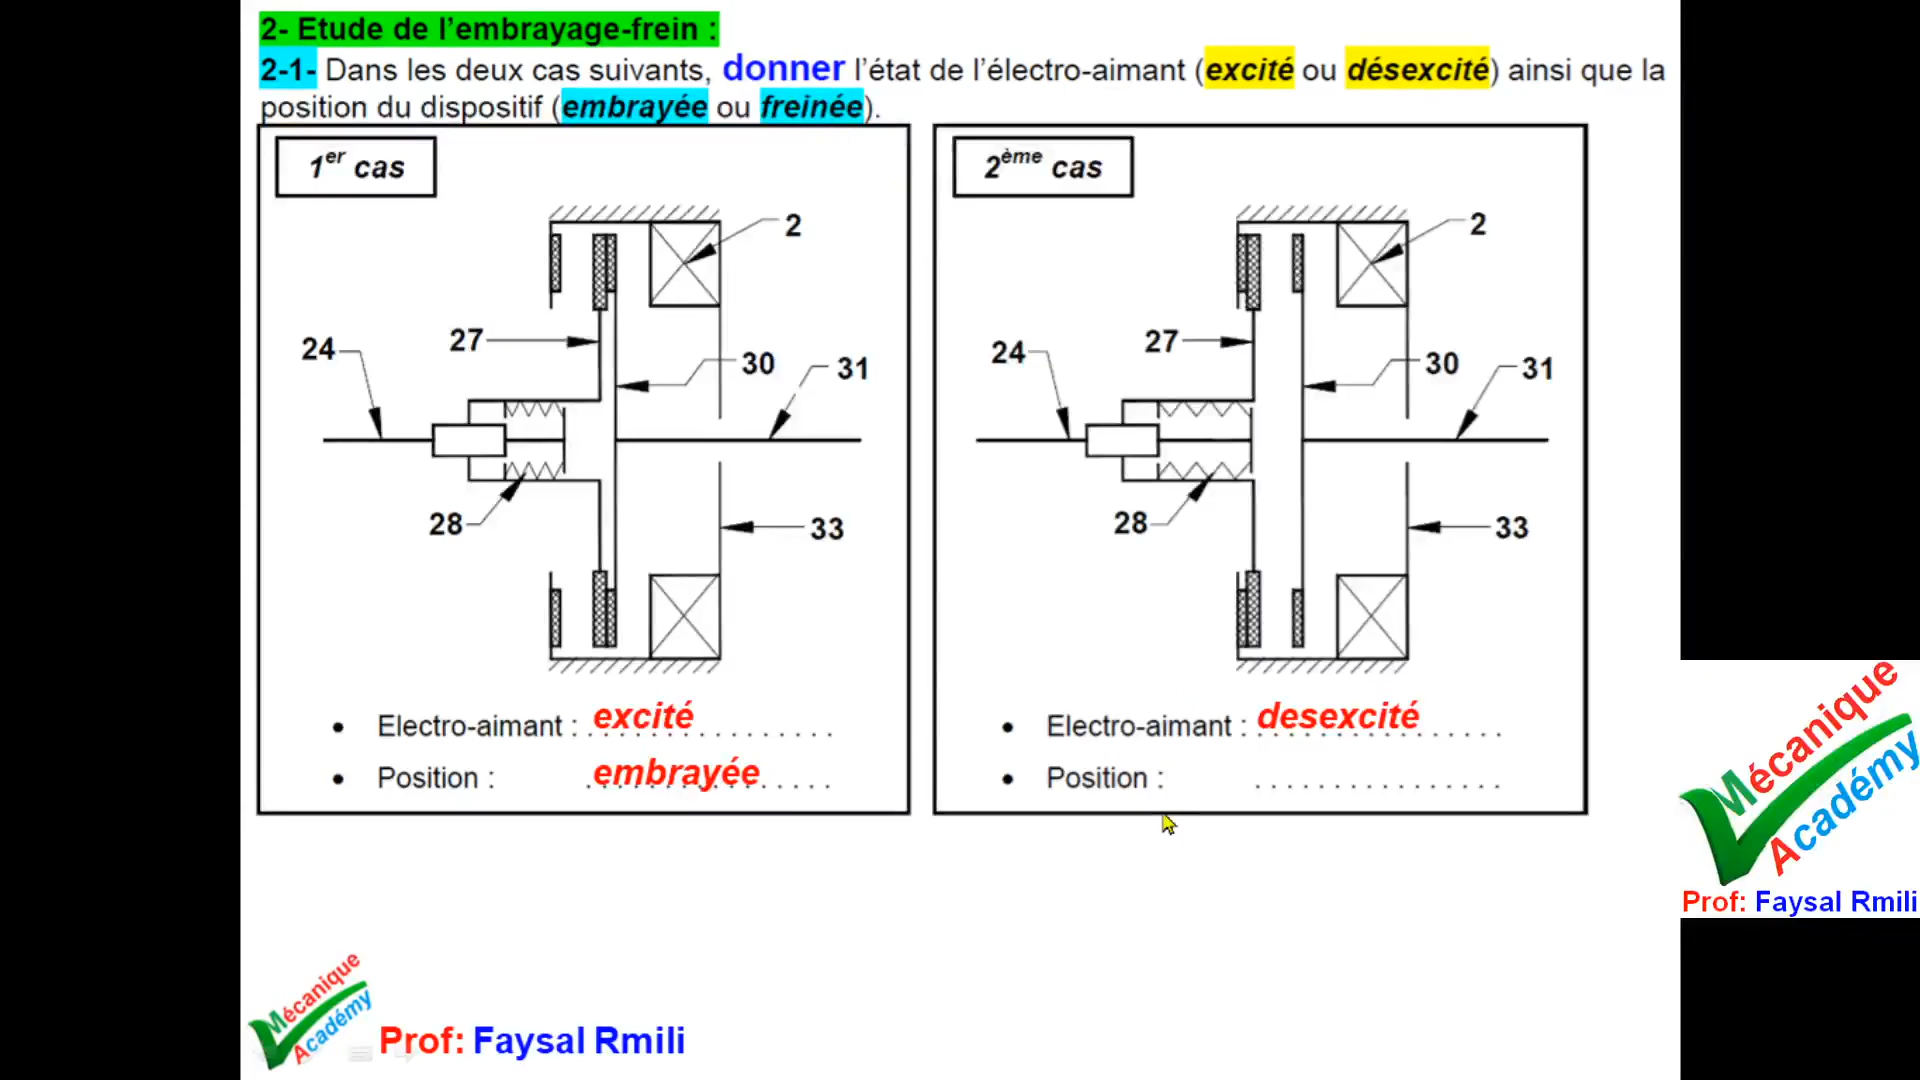 2- Etude de l'embrayage-frein :
2-1- Dans les deux cas suivants, donner l'état de l'électro-aimant (excité ou désexcité) ainsi que la
position du dispositif (embrayée ou freinée).
1er cas
2
27
24
30
31
28
33
• Electro-aimant : excité
• Position : embrayée
2ème cas
2
27
24
30
31
28
33
• Electro-aimant : desexcité
• Position : . . . . . . . . . . . . . . . .
Mécanique
Académy
Prof: Faysal Rmili
Mécanique
Académy
Prof: Faysal Rmili